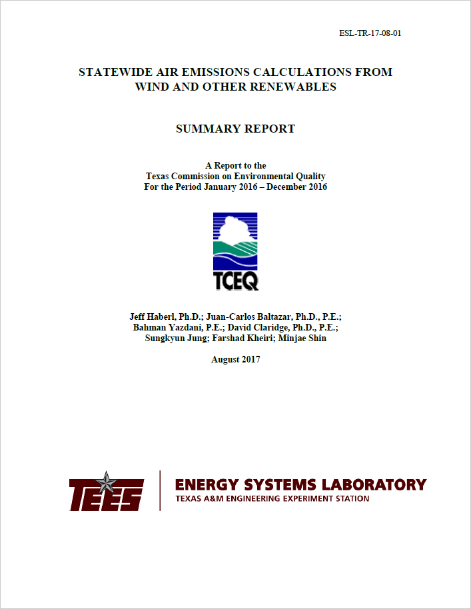 ESL-TR-17-08-01
STATEWIDE AIR EMISSIONS CALCULATIONS FROM
WIND AND OTHER RENEWABLES
SUMMARY REPORT
A Report to the
Texas Commission on Environmental Quality
For the Period January 2016 – December 2016
TCEQ
Jeff Haberl, Ph.D.; Juan-Carlos Baltazar, Ph.D., P.E.;
Bahman Yazdani, P.E.; David Claridge, Ph.D., P.E.;
Sungkyun Jung; Farshad Kheiri; Minjae Shin
August 2017
TEES
ENERGY SYSTEMS LABORATORY
TEXAS A&M ENGINEERING EXPERIMENT STATION